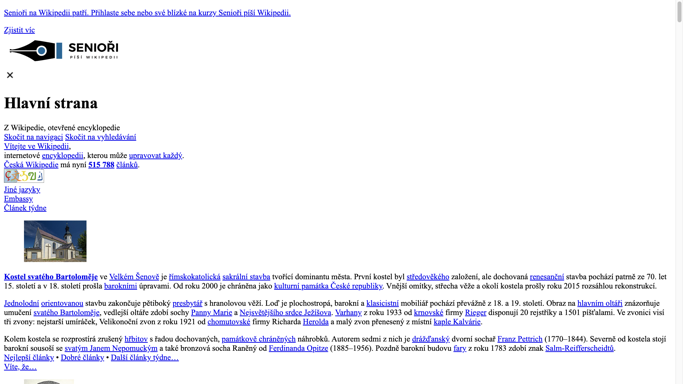 Senioři na Wikipedii patří. Přihlaste sebe nebo své blízké na kurzy Senioři píší Wikipedii.
Zjistit víc
SENIOŘI
PÍŠÍ WIKIPEDII
Hlavní strana
Z Wikipedie, otevřené encyklopedie
Skočit na navigaci Skočit na vyhledávání
Vítejte ve Wikipedii,
internetové encyklopedii, kterou může upravovat každý.
Česká Wikipedie má nyní 515 788 článků.
Jiné jazyky
Embassy
Článek týdne
Kostel svatého Bartoloměje ve Velkém Šenově je římskokatolická sakrální stavba tvořící dominantu města. První kostel byl středověkého založení, ale dochovaná renesanční stavba pochází patrně ze 70. let
15. století a v 18. století prošla barokními úpravami. Od roku 2000 je chráněna jako kulturní památka České republiky. Vnější omítky, střecha věže a okolí kostela prošly roku 2015 rozsáhlou rekonstrukcí.
Jednolodní orientovanou stavbu zakončuje pětiboký presbytář s hranolovou věží. Loď je plochostropá, barokní a klasicistní mobiliář pochází převážně z 18. a 19. století. Obraz na hlavním oltáři znázorňuje
umučení svatého Bartoloměje, vedlejší oltáře zdobí sochy Panny Marie a Nejsvětějšího srdce Ježíšova. Varhany z roku 1933 od krnovské firmy Rieger disponují 20 rejstříky a 1501 píšťalami. Ve zvonici visí
tři zvony: nejstarší umíráček, Velikonoční zvon z roku 1921 od chomutovské firmy Richarda Herolda a malý zvon přenesený z místní kaple Kalvárie.
Kolem kostela se rozprostírá zrušený hřbitov s řadou dochovaných, památkově chráněných náhrobků. Autorem sedmi z nich je drážďanský dvorní sochař Franz Pettrich (1770–1844). Severně od kostela stojí
barokní sousoší se svatým Janem Nepomuckým a také bronzová socha Raněný od Ferdinanda Opitze (1885–1956). Pozdně barokní budovu fary z roku 1783 zdobí znak Salm-Reifferscheidtů.
Nejlepší články • Dobré články • Další články týdne…
Víte, že…